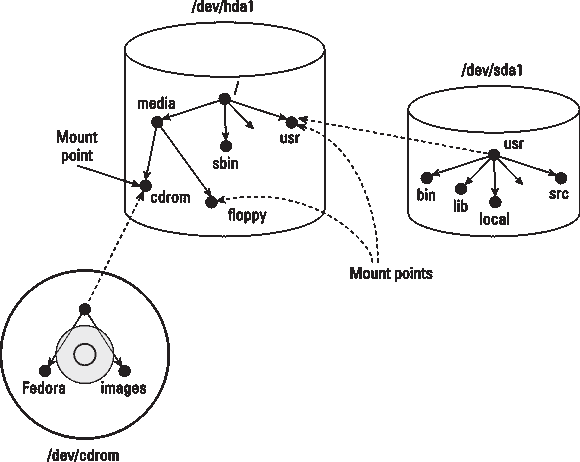 /dev/hda1
/
media
usr
sbin
Mount
point
cdrom
floppy
/dev/sda1
usr
bin
lib
local
src
Mount points
Fedora
images
/dev/cdrom